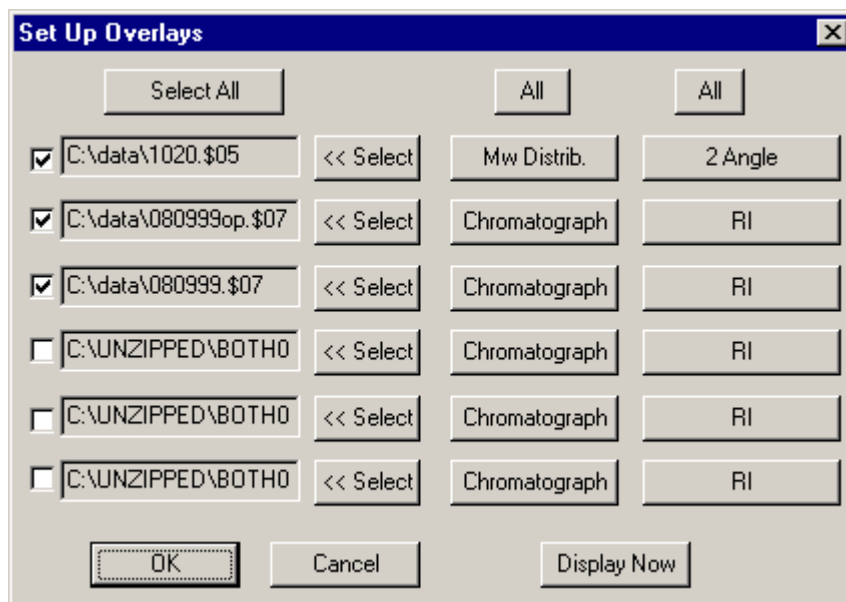 Set Up Overlays
Select All All All
C:\data\1020.$05 << Select Mw Distrib. 2 Angle
C:\data\080999op.$07 << Select Chromatograph RI
C:\data\080999.$07 << Select Chromatograph RI
C:\UNZIPPED\BOTH0 << Select Chromatograph RI
C:\UNZIPPED\BOTH0 << Select Chromatograph RI
C:\UNZIPPED\BOTH0 << Select Chromatograph RI
OK Cancel Display Now